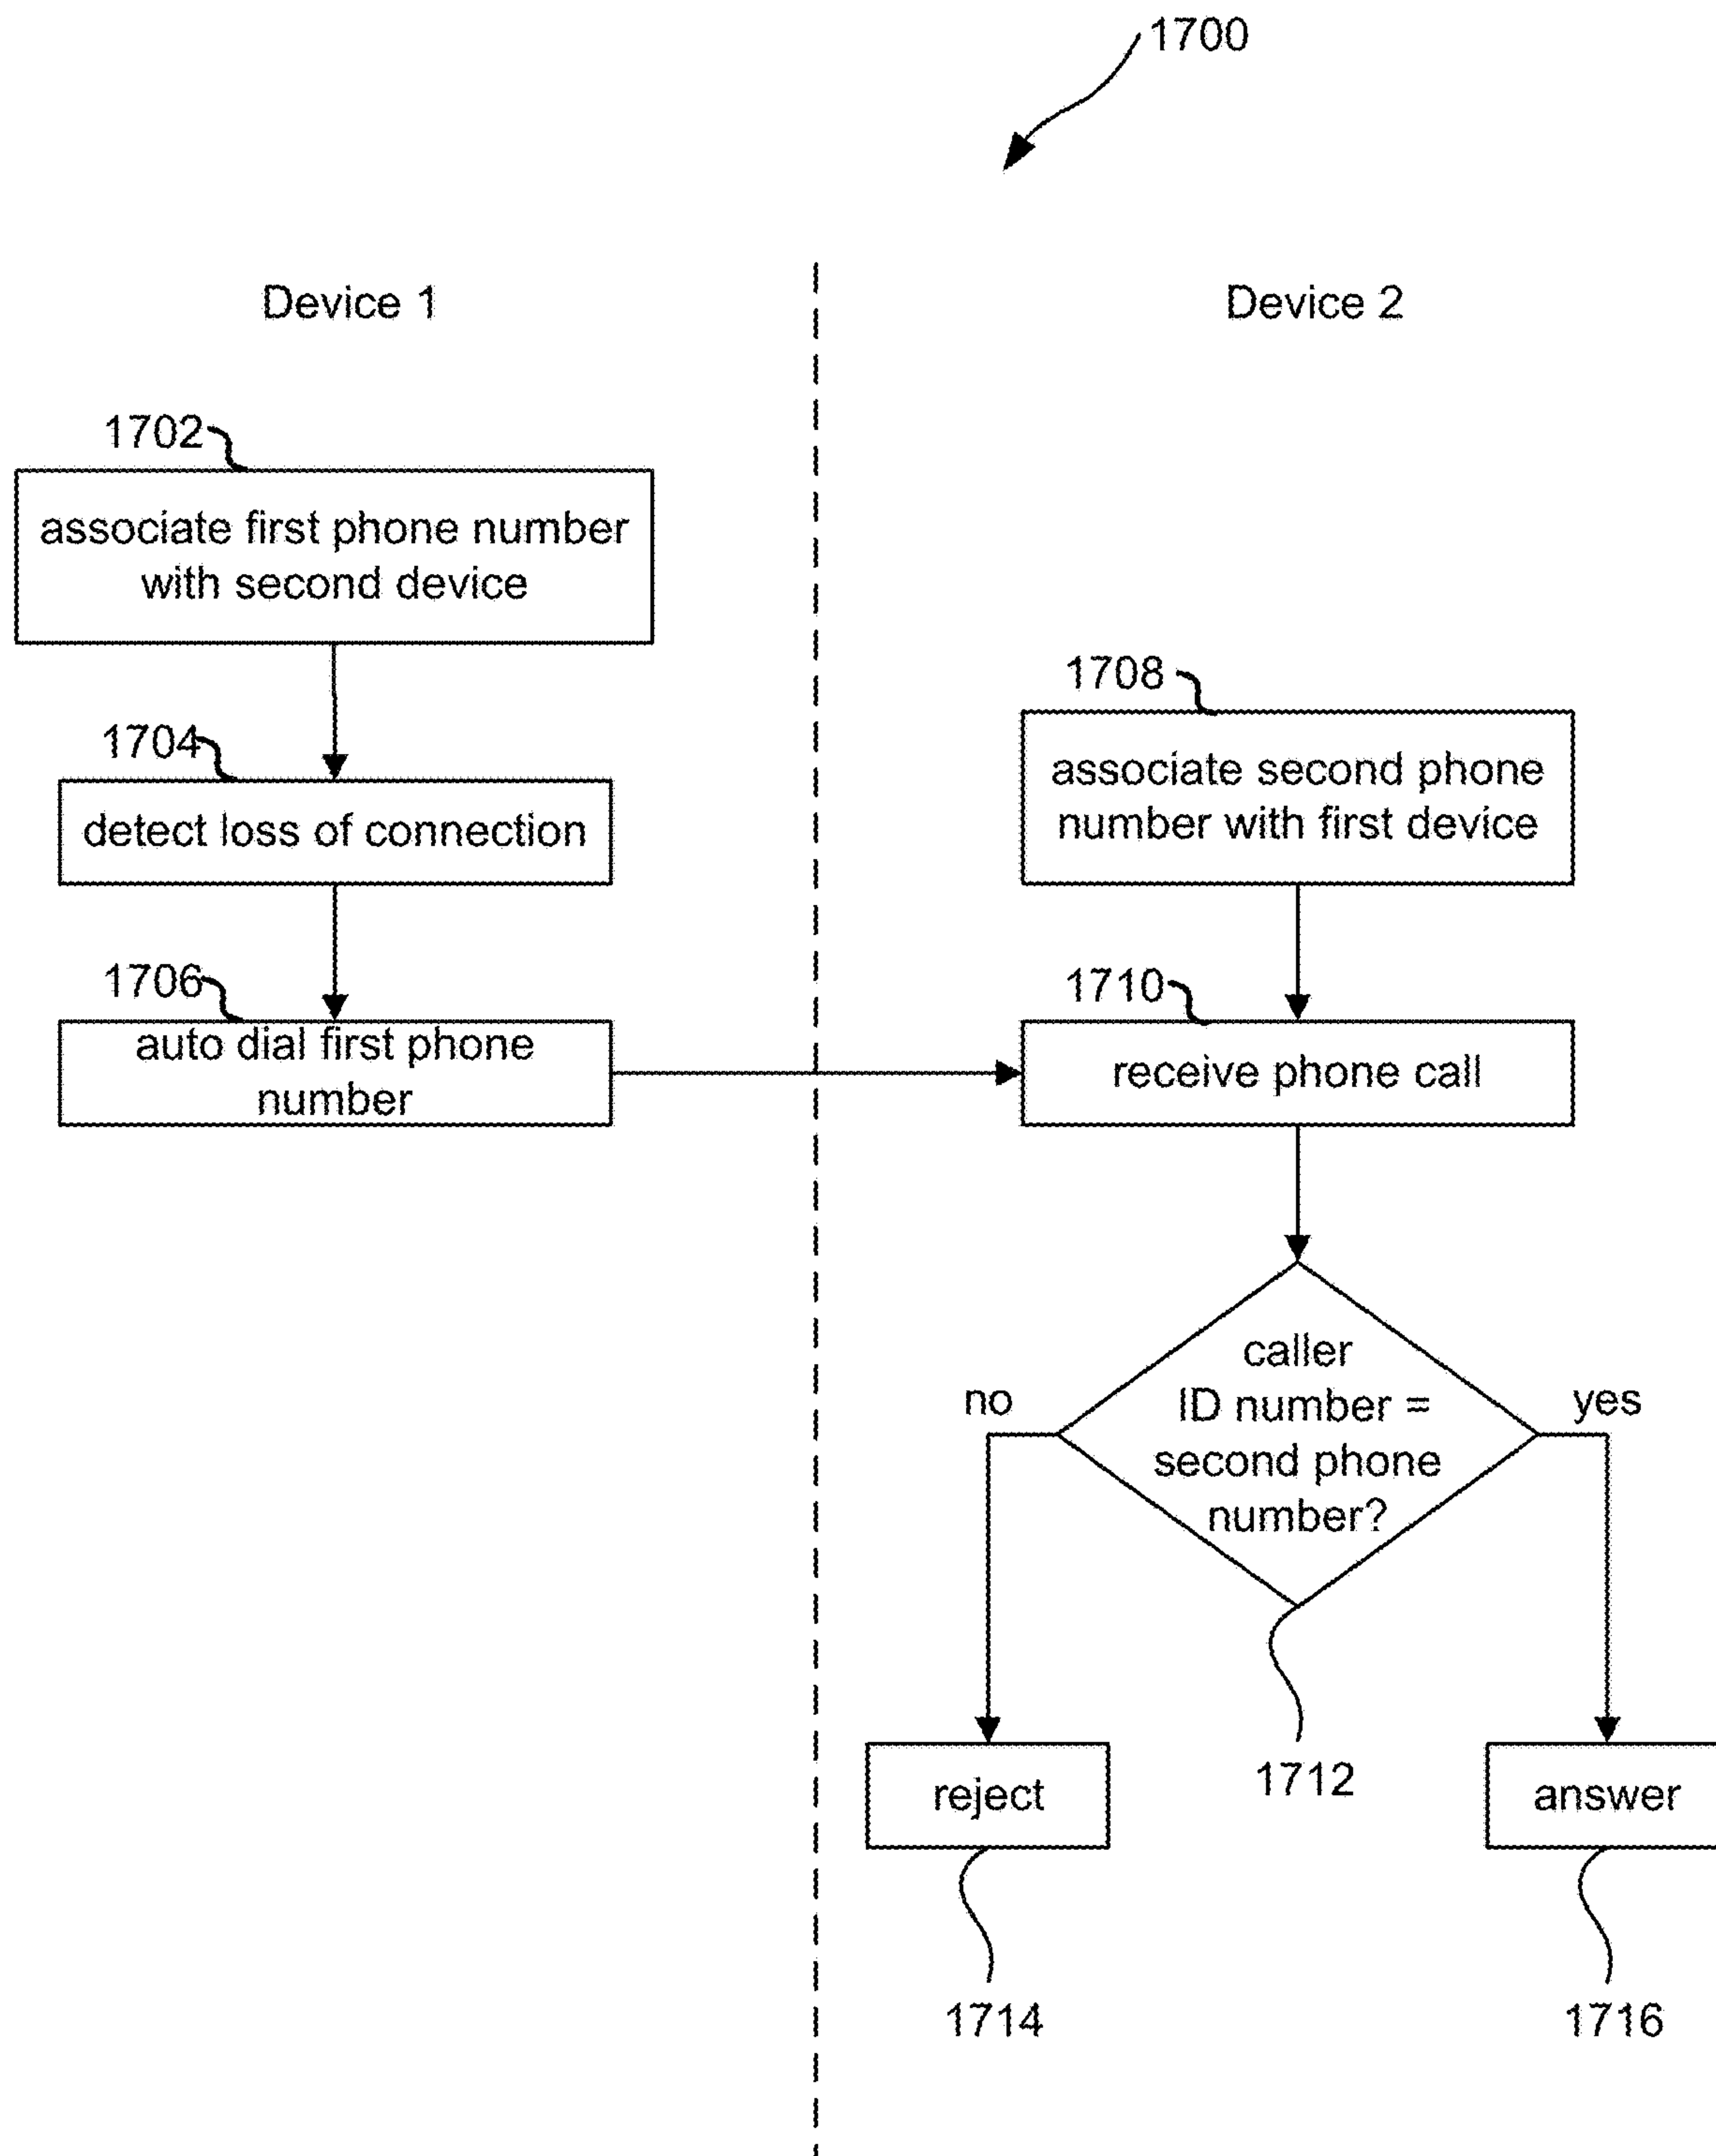 1700
Device 1
Device 2
1702
associate first phone number
with second device
1704
detect loss of connection
1706
auto dial first phone
number
1708
associate second phone
number with first device
1710
receive phone call
caller
ID number =
second phone
number?
no
yes
1712
reject
answer
1714
1716